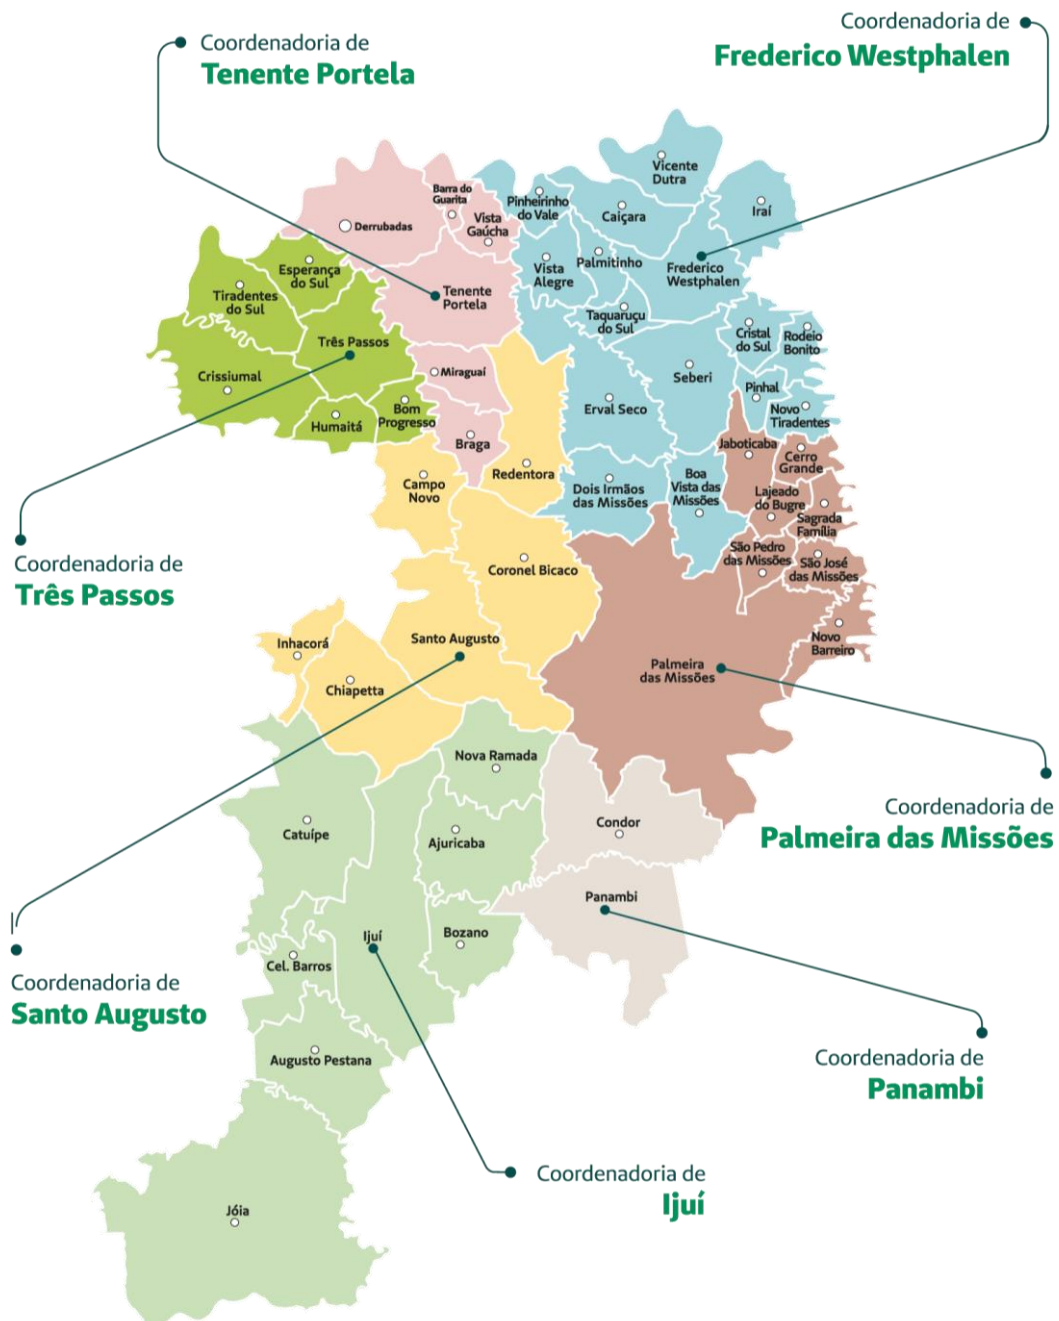 Coordenadoria de
Tenente Portela
Coordenadoria de
Frederico Westphalen
Vicente
Dutra
Barra do
Guarita
Pinheirinho
do Vale
Caiçara
Iraí
Vista
Gaúcha
Derrubadas
Esperança
do Sul
Vista
Alegre
Palmitinho
Frederico
Westphalen
Tiradentes
do Sul
Tenente
Portela
Taquaruçu
do Sul
Cristal
do Sul
Rodeio
Bonito
Três Passos
Crissiumal
Miraguaí
Seberi
Pinhal
Erval Seco
Novo
Tiradentes
Humaitá
Bom
Progresso
Braga
Jaboticaba
Cerro
Grande
Campo
Novo
Redentora
Dois Irmãos
das Missões
Boa
Vista das
Missões
Lajeado
do Bugre
Sagrada
Família
São Pedro
das Missões
São José
das Missões
Coordenadoria de
Três Passos
Coronel Bicaco
Inhacorá
Santo Augusto
Novo
Barreiro
Chiapetta
Palmeira
das Missões
Nova Ramada
Coordenadoria de
Palmeira das Missões
Catuípe
Ajuricaba
Condor
Panambi
Ijuí
Bozano
Cel. Barros
Coordenadoria de
Santo Augusto
Augusto Pestana
Coordenadoria de
Panambi
Coordenadoria de
Ijuí
Jóia